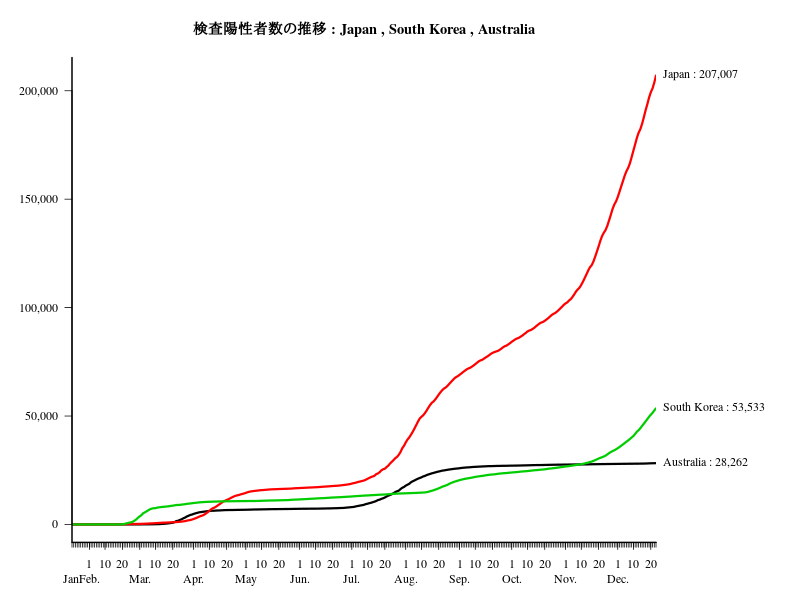 検査陽性者数の推移 : Japan , South Korea , Australia
Japan : 207,007
200,000
150,000
100,000
South Korea : 53,533
50,000
Australia : 28,262
0
1 10 20 1 10 20 1 10 20 1 10 20 1 10 20 1 10 20 1 10 20 1 10 20 1 10 20 1 10 20 1 10 20
JanFeb. Mar. Apr. May Jun. Jul. Aug. Sep. Oct. Nov. Dec.